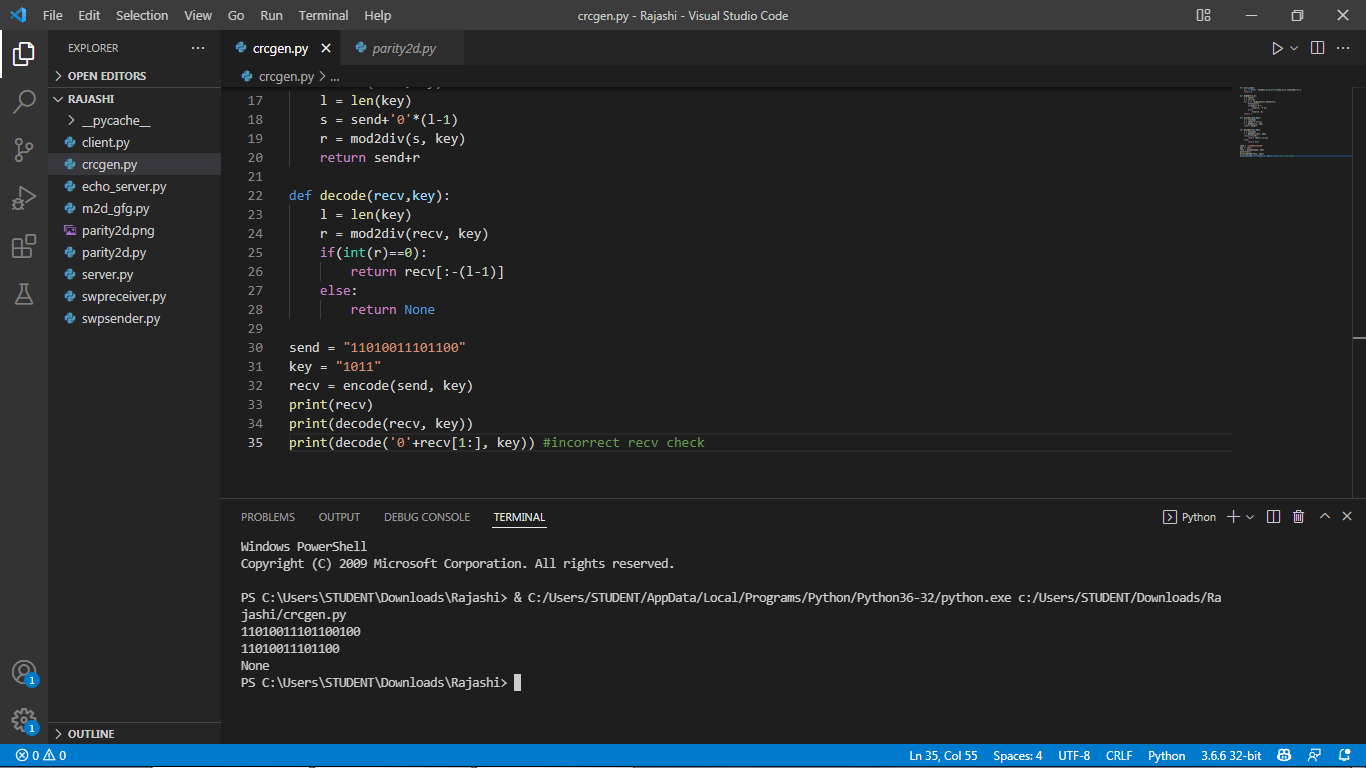 File Edit Selection View Go Run Terminal Help crcgen.py - Rajashi - Visual Studio Code
EXPLORER
OPEN EDITORS
RAJASHI
__pycache__
client.py
crcgen.py
echo_server.py
m2d_gfg.py
parity2d.png
parity2d.py
server.py
swpreceiver.py
swpsender.py
OUTLINE
crcgen.py parity2d.py
crcgen.py > ...
17 l = len(key)
18 s = send+'0'*(l-1)
19 r = mod2div(s, key)
20 return send+r
21
22 def decode(recv,key):
23 l = len(key)
24 r = mod2div(recv, key)
25 if(int(r)==0):
26 return recv[:-(l-1)]
27 else:
28 return None
29
30 send = "11010011101100"
31 key = "1011"
32 recv = encode(send, key)
33 print(recv)
34 print(decode(recv, key))
35 print(decode('0'+recv[1:], key)) #incorrect recv check
PROBLEMS OUTPUT DEBUG CONSOLE TERMINAL Python
Windows PowerShell
Copyright (C) 2009 Microsoft Corporation. All rights reserved.
PS C:\Users\STUDENT\Downloads\Rajashi> & C:/Users/STUDENT/AppData/Local/Programs/Python/Python36-32/python.exe c:/Users/STUDENT/Downloads/Ra
jashi/crcgen.py
11010011101100100
11010011101100
None
PS C:\Users\STUDENT\Downloads\Rajashi>
1
1
0 0 Ln 35, Col 55 Spaces: 4 UTF-8 CRLF Python 3.6.6 32-bit